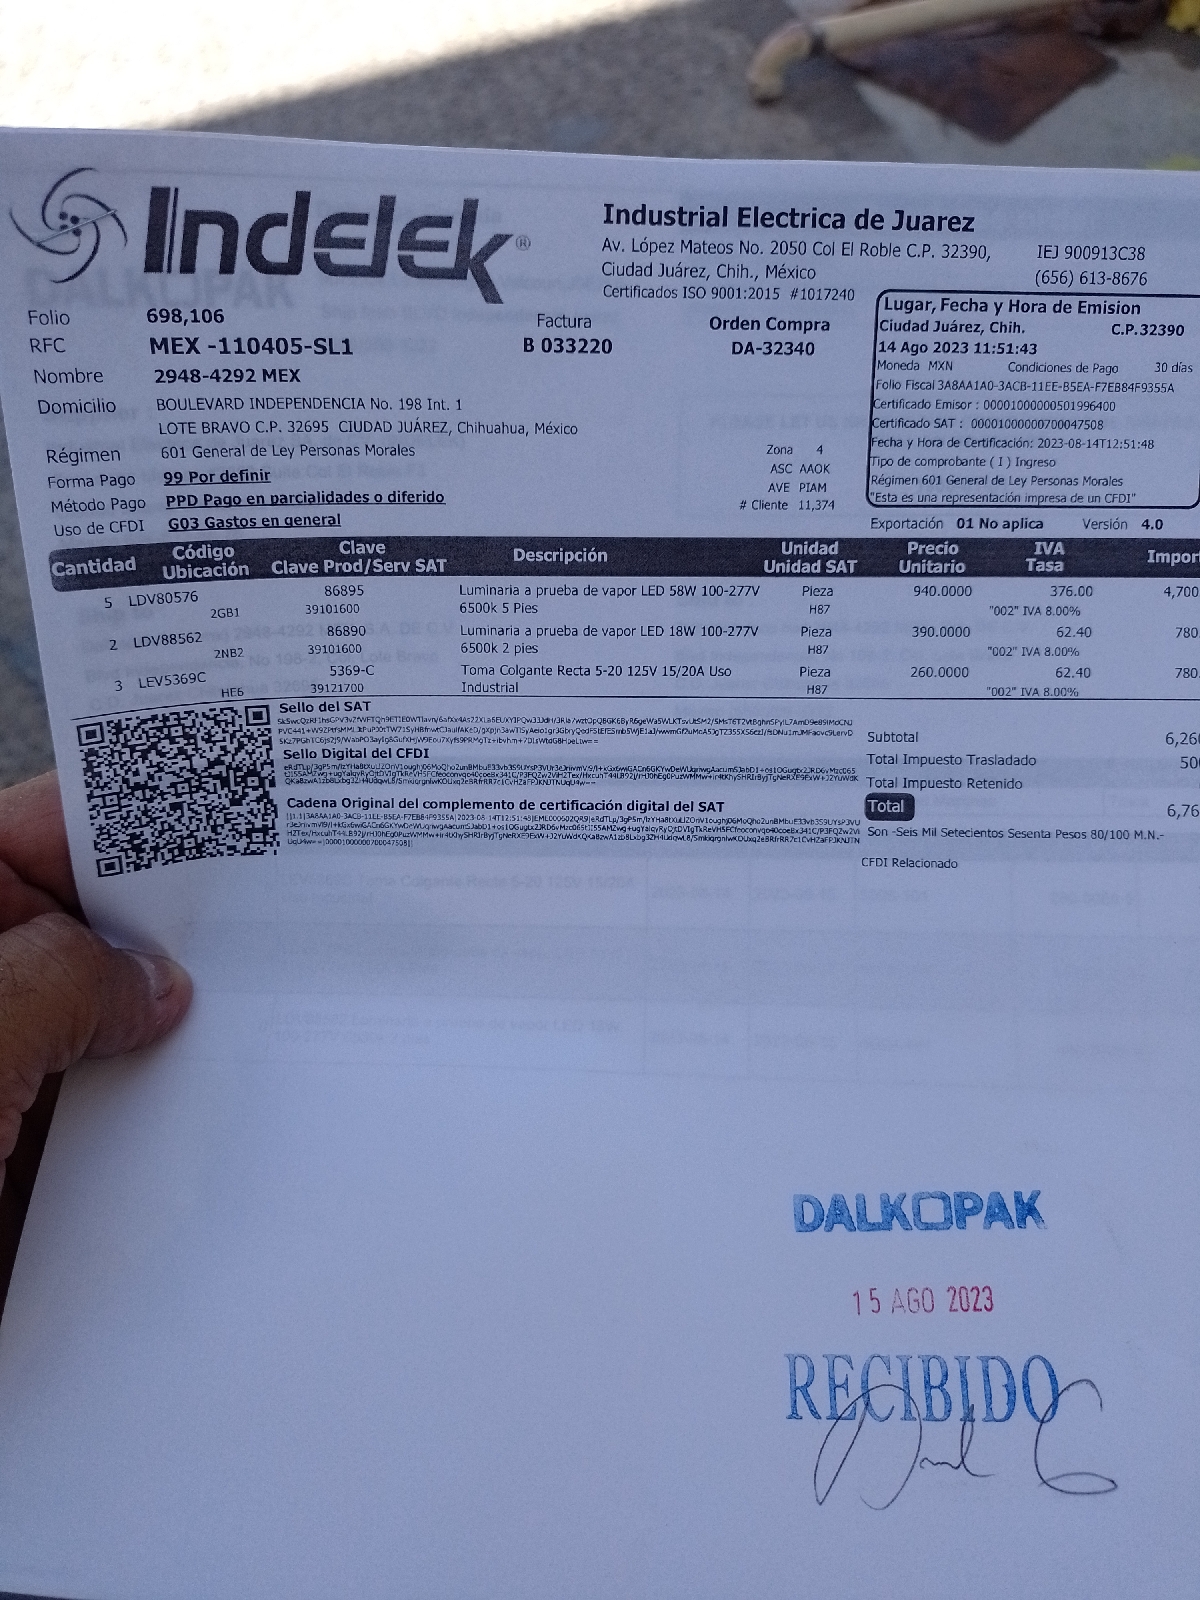 Indelek®
Industrial Electrica de Juarez
Av. López Mateos No. 2050 Col El Roble C.P. 32390,
IEJ 900913C38
Ciudad Juárez, Chih., México
(656) 613-8676
Certificados ISO 9001:2015 #1017240
Folio 698,106
RFC MEX -110405-SL1
Factura
B 033220
Orden Compra
DA-32340
Nombre 2948-4292 MEX
Domicilio BOULEVARD INDEPENDENCIA No. 198 Int. 1
LOTE BRAVO C.P. 32695 CIUDAD JUÁREZ, Chihuahua, México
Régimen 601 General de Ley Personas Morales
Forma Pago 99 Por definir
Método Pago PPD Pago en parcialidades o diferido
Uso de CFDI G03 Gastos en general
Zona 4
ASC AAOK
AVE PIAM
# Cliente 11,374
Lugar, Fecha y Hora de Emision
Ciudad Juárez, Chih. C.P.32390
14 Ago 2023 11:51:43
Moneda MXN Condiciones de Pago 30 días
Folio Fiscal 3A8AA1A0-3ACB-11EE-B5EA-F7EB84F9355A
Certificado Emisor : 00001000000501996400
Certificado SAT : 00001000000700047508
Fecha y Hora de Certificación: 2023-08-14T12:51:48
Tipo de comprobante ( I ) Ingreso
Régimen 601 General de Ley Personas Morales
"Esta es una representación impresa de un CFDI"
Exportación 01 No aplica Versión 4.0
Cantidad Código Ubicación Clave Clave Prod/Serv SAT Descripción Unidad Unidad SAT Precio Unitario IVA Tasa Impor
5 LDV80576 86895 Luminaria a prueba de vapor LED 58W 100-277V Pieza 940.0000 376.00 4,700
2GB1 39101600 6500k 5 Pies H87 "002" IVA 8.00%
2 LDV88562 86890 Luminaria a prueba de vapor LED 18W 100-277V Pieza 390.0000 62.40 780.
2NB2 39101600 6500k 2 pies H87 "002" IVA 8.00%
3 LEV5369C 5369-C Toma Colgante Recta 5-20 125V 15/20A Uso Pieza 260.0000 62.40 780.
HE6 39121700 Industrial H87 "002" IVA 8.00%
Sello del SAT
Sello Digital del CFDI
Cadena Original del complemento de certificación digital del SAT
Subtotal 6,260
Total Impuesto Trasladado 500
Total Impuesto Retenido
Total 6,76
Son -Seis Mil Setecientos Sesenta Pesos 80/100 M.N.-
CFDI Relacionado
DALKOPAK
15 AGO 2023
RECIBIDO